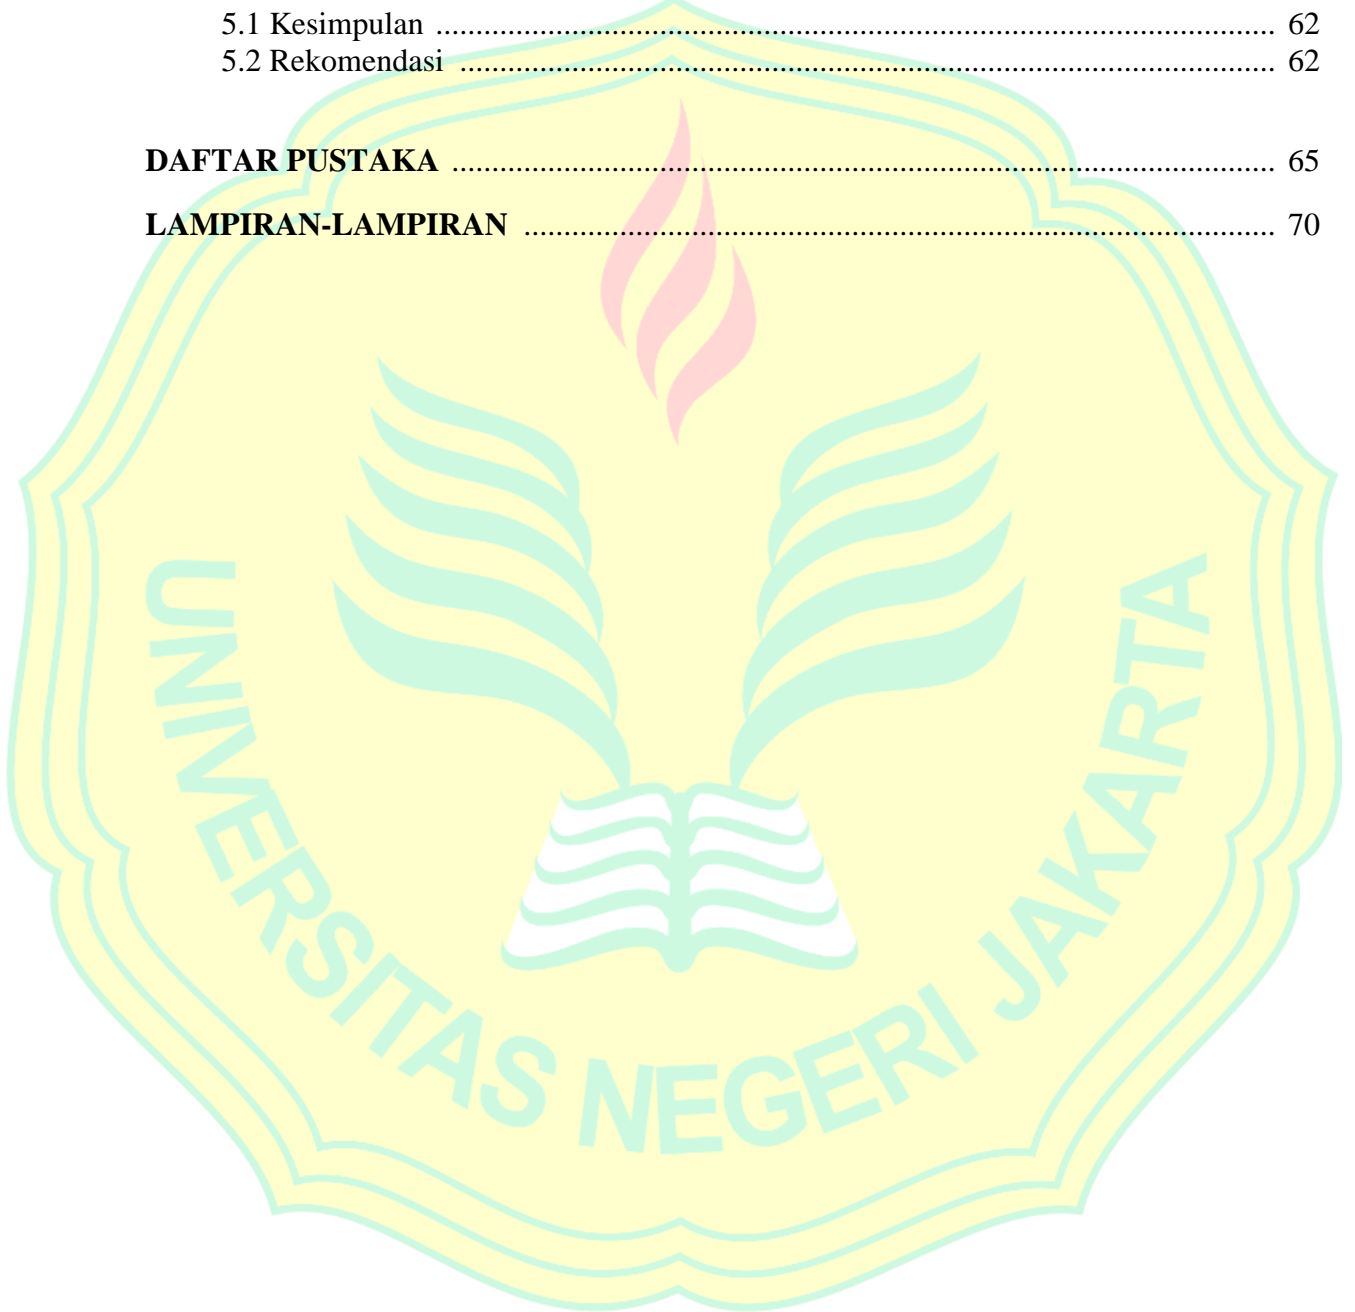 5.1 Kesimpulan .......................................................................................................... 62
5.2 Rekomendasi ....................................................................................................... 62
DAFTAR PUSTAKA ........................................................................................................ 65
LAMPIRAN-LAMPIRAN ............................................................................................... 70
UNIVERSITAS NEGERI JAKARTA